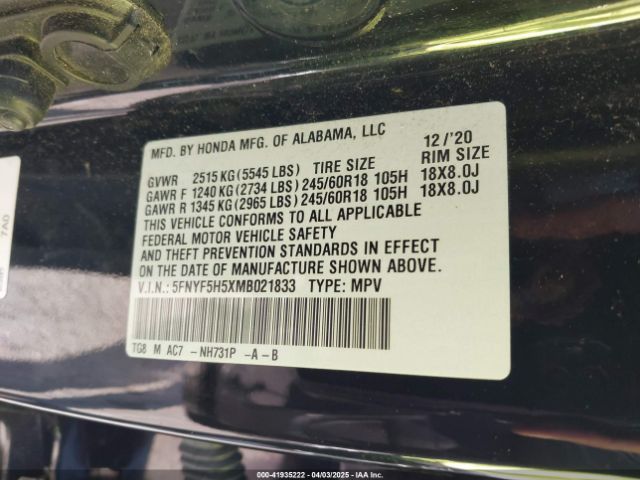 MFD. BY HONDA MFG. OF ALABAMA, LLC 12/'20
GVWR 2515 KG (5545 LBS) TIRE SIZE RIM SIZE
GAWR F 1240 KG (2734 LBS) 245/60R18 105H 18X8.0J
GAWR R 1345 KG (2965 LBS) 245/60R18 105H 18X8.0J
THIS VEHICLE CONFORMS TO ALL APPLICABLE
FEDERAL MOTOR VEHICLE SAFETY
AND THEFT PREVENTION STANDARDS IN EFFECT
ON THE DATE OF MANUFACTURE SHOWN ABOVE.
V.I.N.: 5FNYF5H5XMB021833 TYPE: MPV
TG8 M AC7 -NH731P -A-B
7AO
00-41935222 - 04/03/2025 - IAAI Inc.